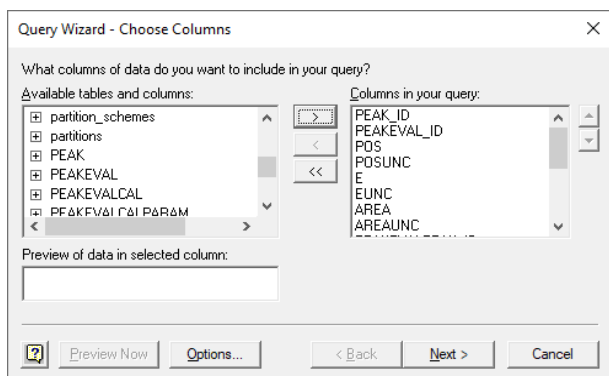 Query Wizard - Choose Columns
What columns of data do you want to include in your query?
Available tables and columns:
partition_schemes
partitions
PEAK
PEAKEVAL
PEAKEVALCAL
PEAKEVALCALPARAM
>
<
<<
Columns in your query:
PEAK_ID
PEAKEVAL_ID
POS
POSUNC
E
EUNC
AREA
AREAUNC
Preview of data in selected column:
Preview Now
Options...
< Back
Next >
Cancel